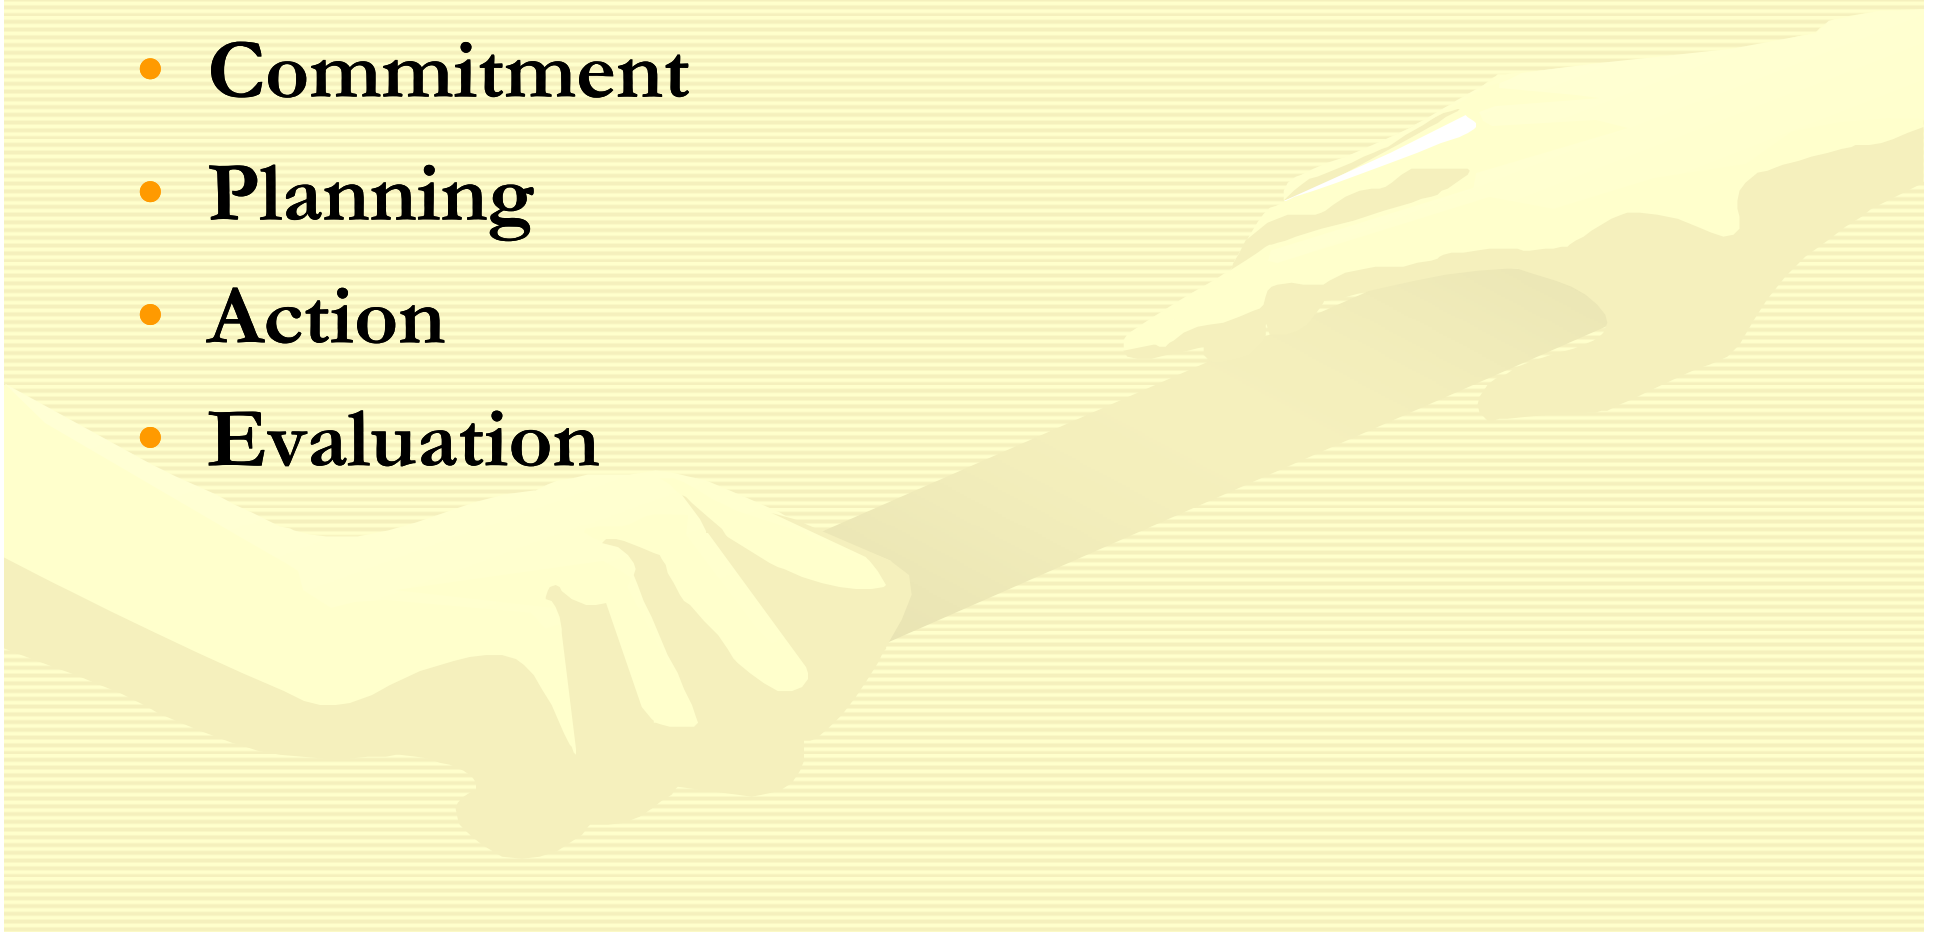 • Commitment
• Planning
• Action
• Evaluation